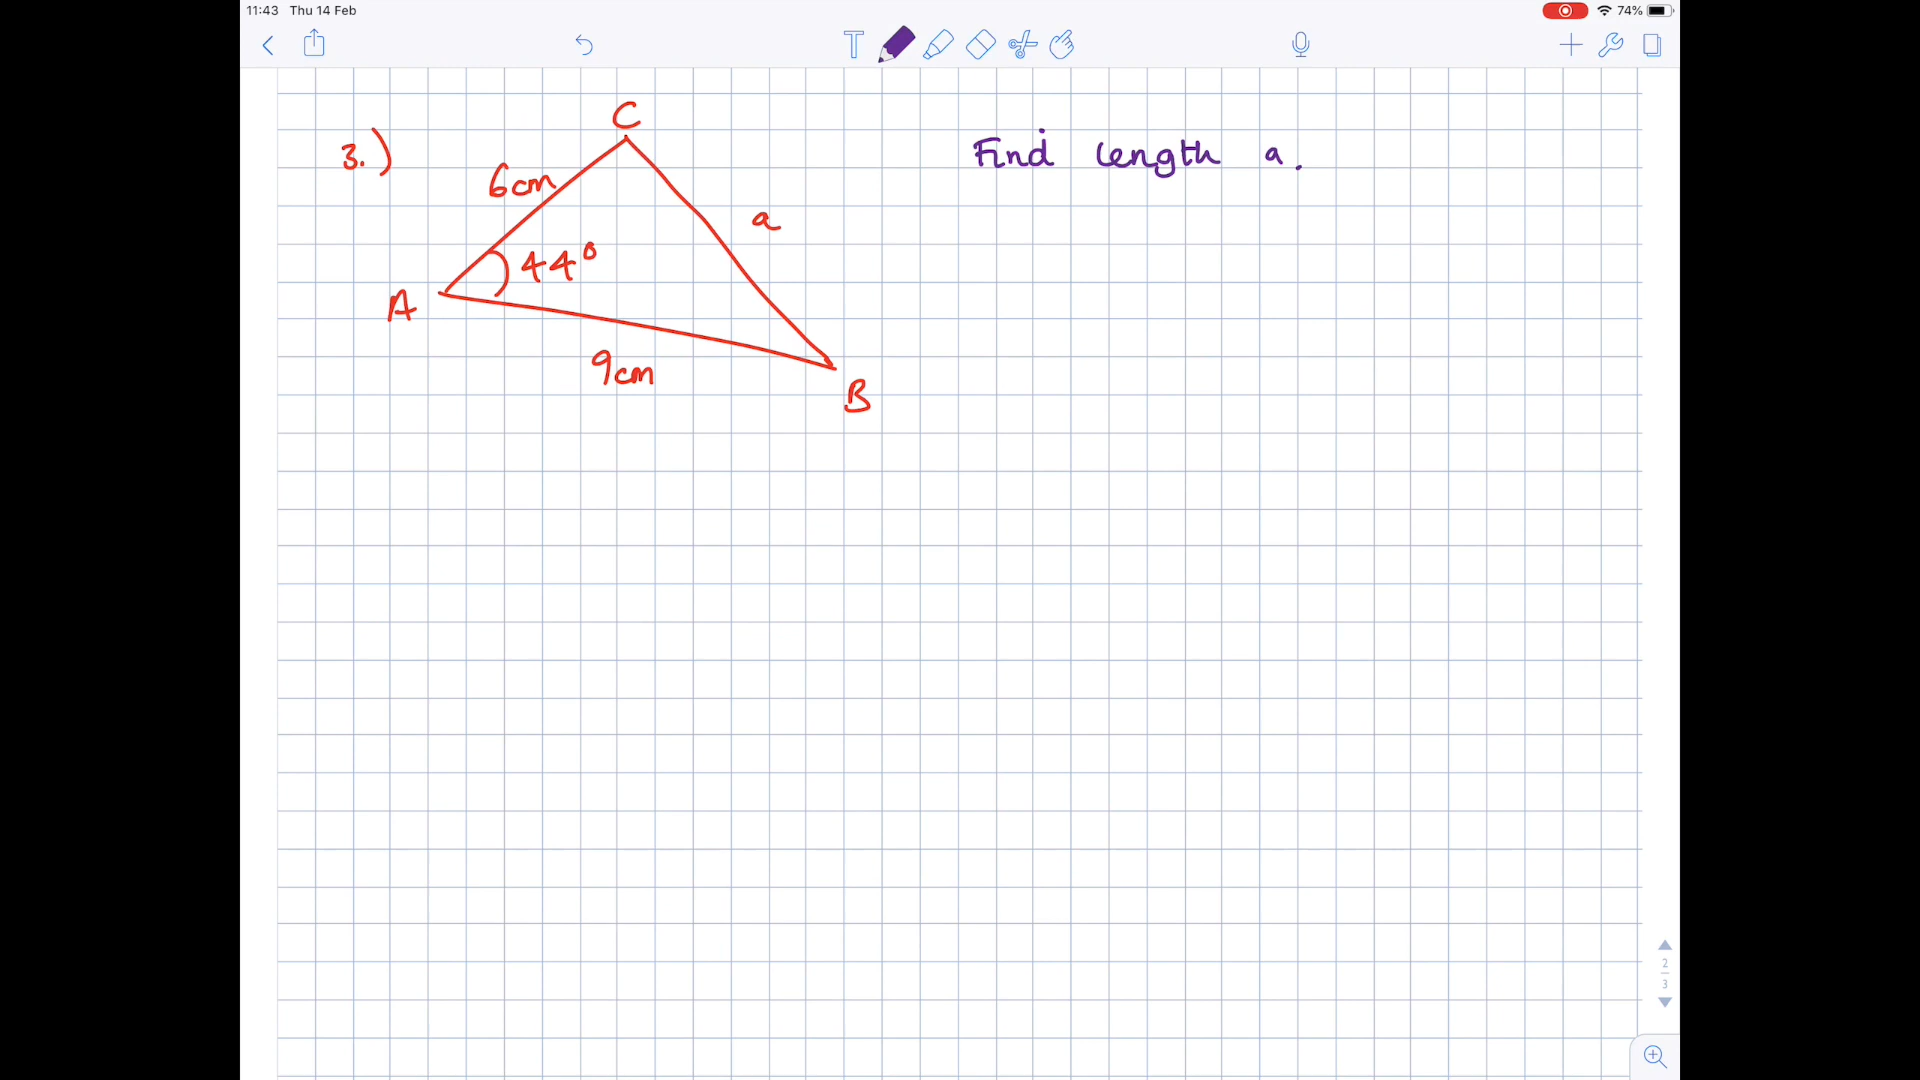 11:43 Thu 14 Feb
74%
T
C
3.)
Find length a.
6cm
a
44°
A
9cm
B
2
3